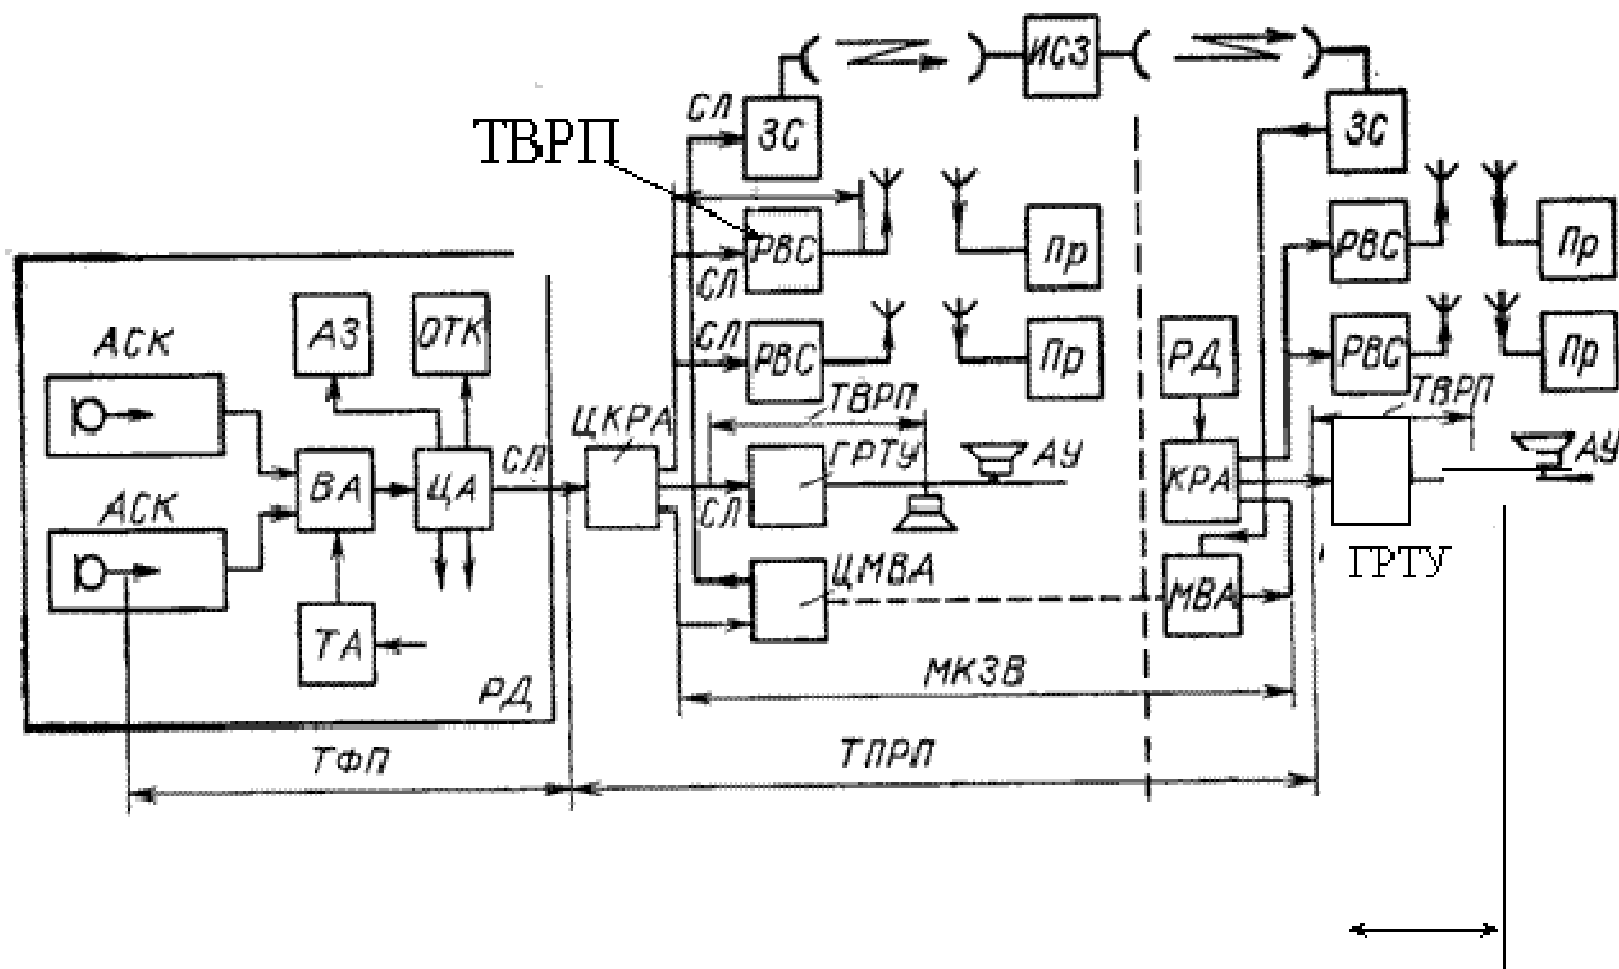 ИСЗ
СЛ
ЗС
ЗС
ТВРП
РВС
Пр
РВС
Пр
СЛ
АЗ
ОТК
АСК
СЛ
РВС
Пр
РД
РВС
Пр
ТВРП
ТВРП
ЦКРА
СЛ
ГРТУ
АУ
АУ
ВА
ЦА
КРА
АСК
СЛ
ГРТУ
ЦМВА
МВА
ТА
РД
МКЗВ
ТФП
ТПРП